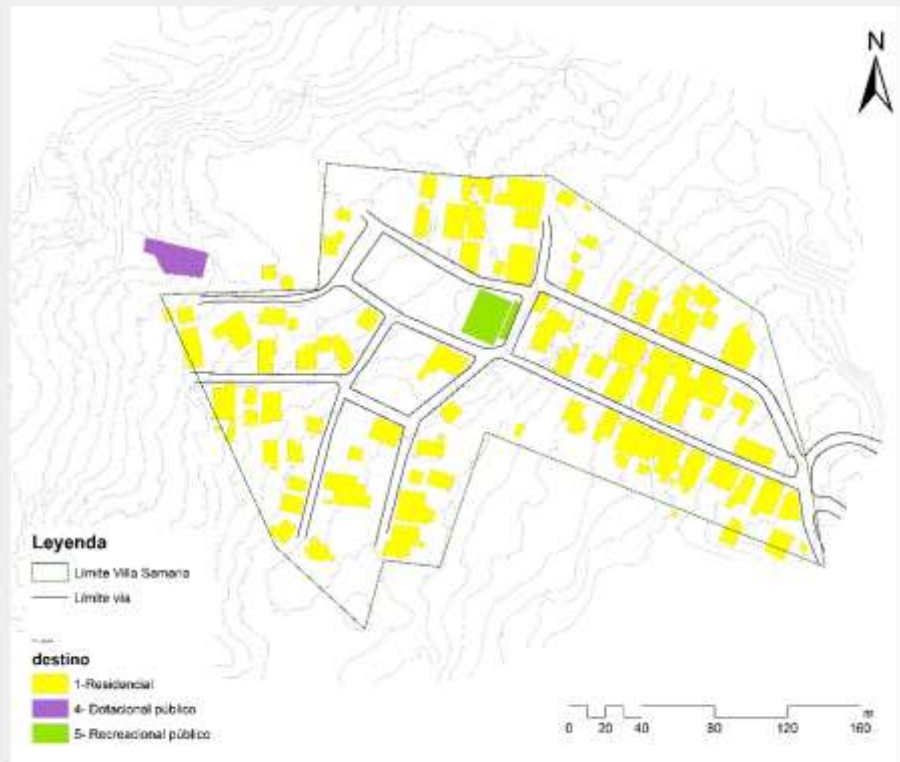 N
Leyenda
Límite Villa Samaria
Límite vía
destino
1-Residencial
4- Dotacional público
5- Recreacional público
m
0 20 40 80 120 160